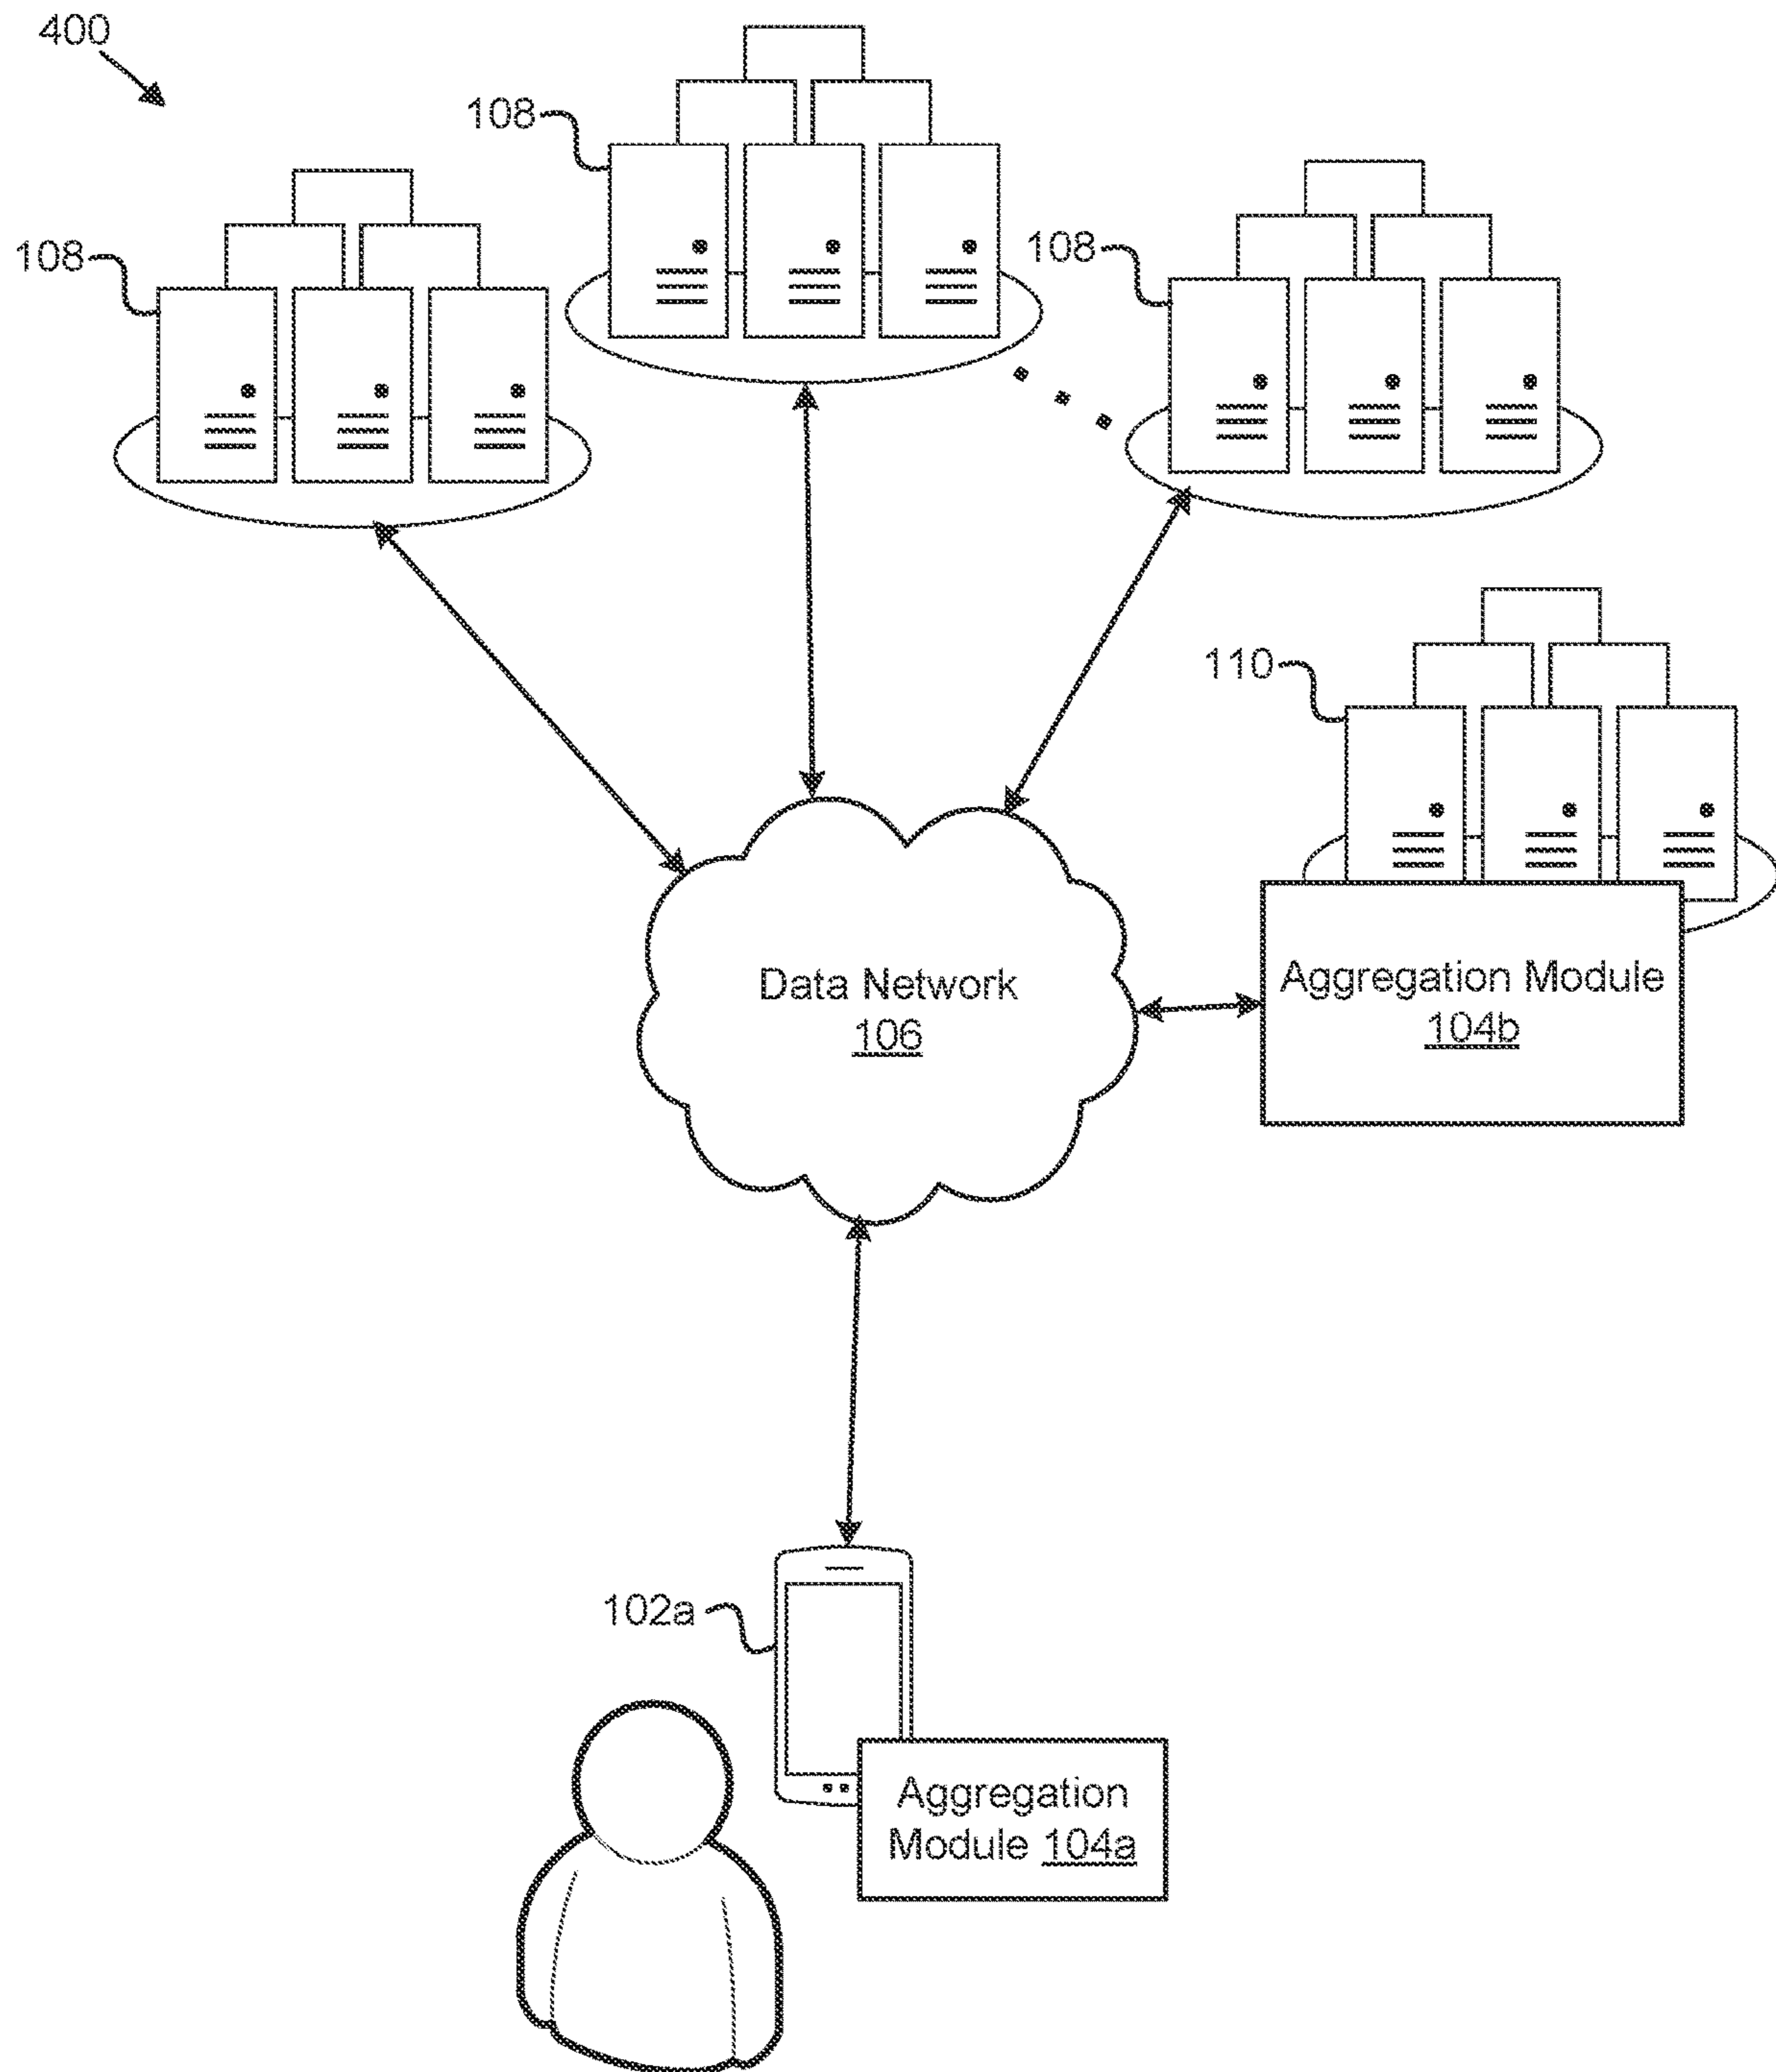 400
108
108
108
110
Data Network
106
Aggregation Module
104b
102a
Aggregation
Module 104a